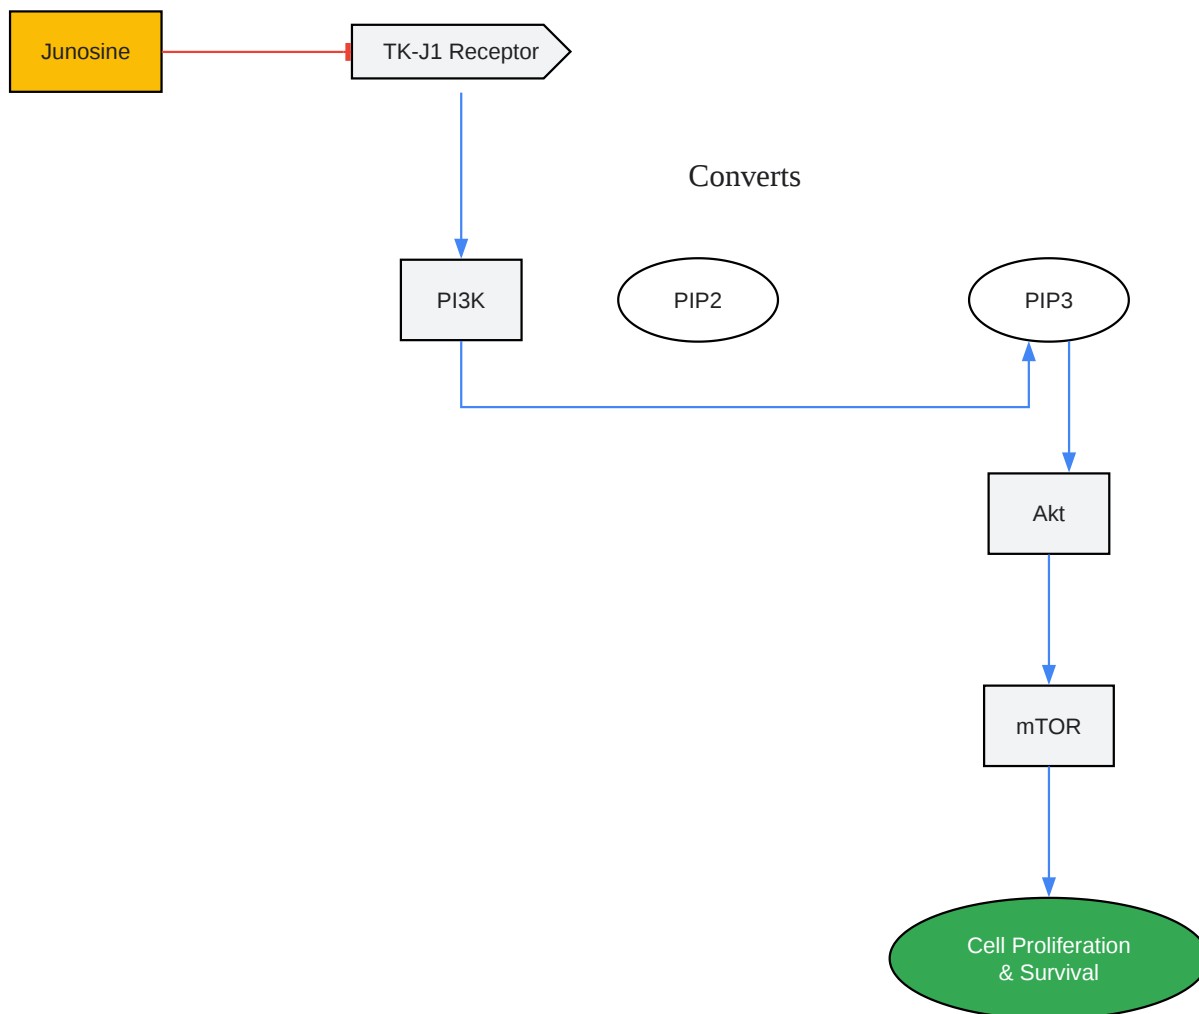 Junosine
TK-J1 Receptor
Converts
PI3K
PIP2
PIP3
Akt
mTOR
Cell Proliferation
& Survival